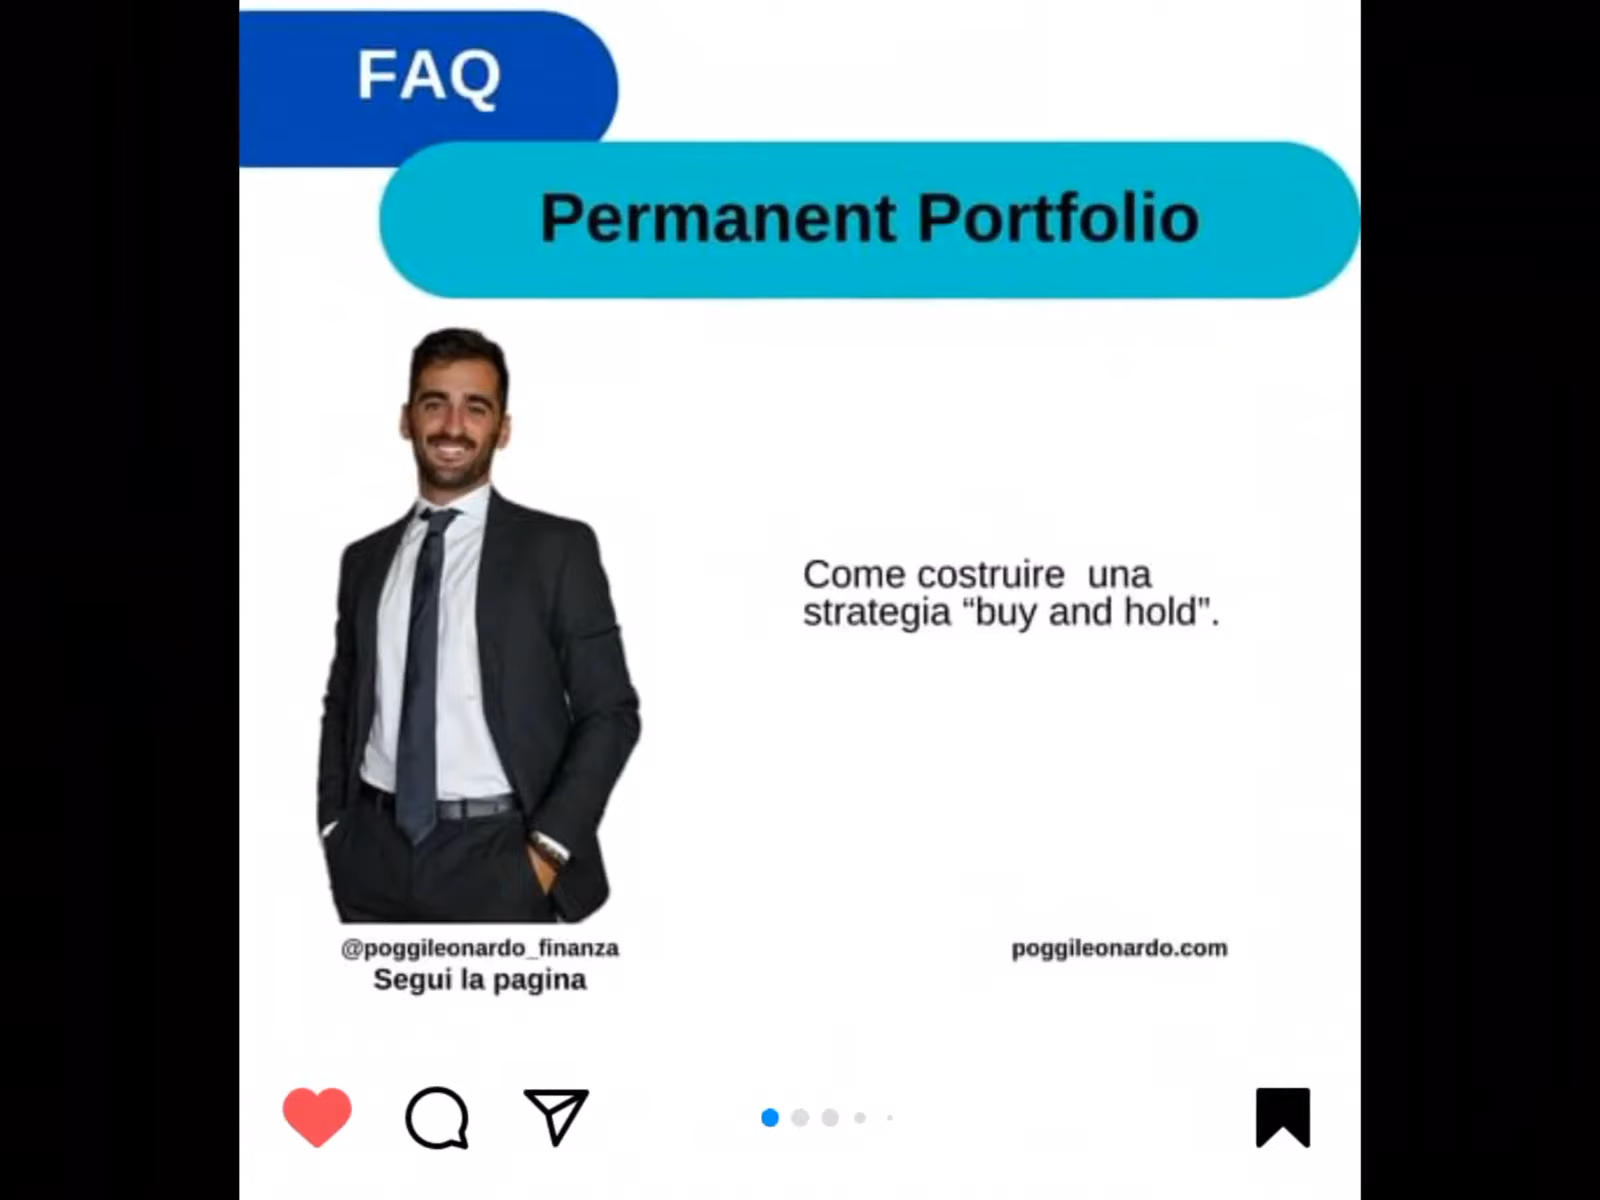 FAQ
Permanent Portfolio
Come costruire  una
strategia “buy and hold”.
@poggileonardo_finanza
Segui la pagina
poggileonardo.com